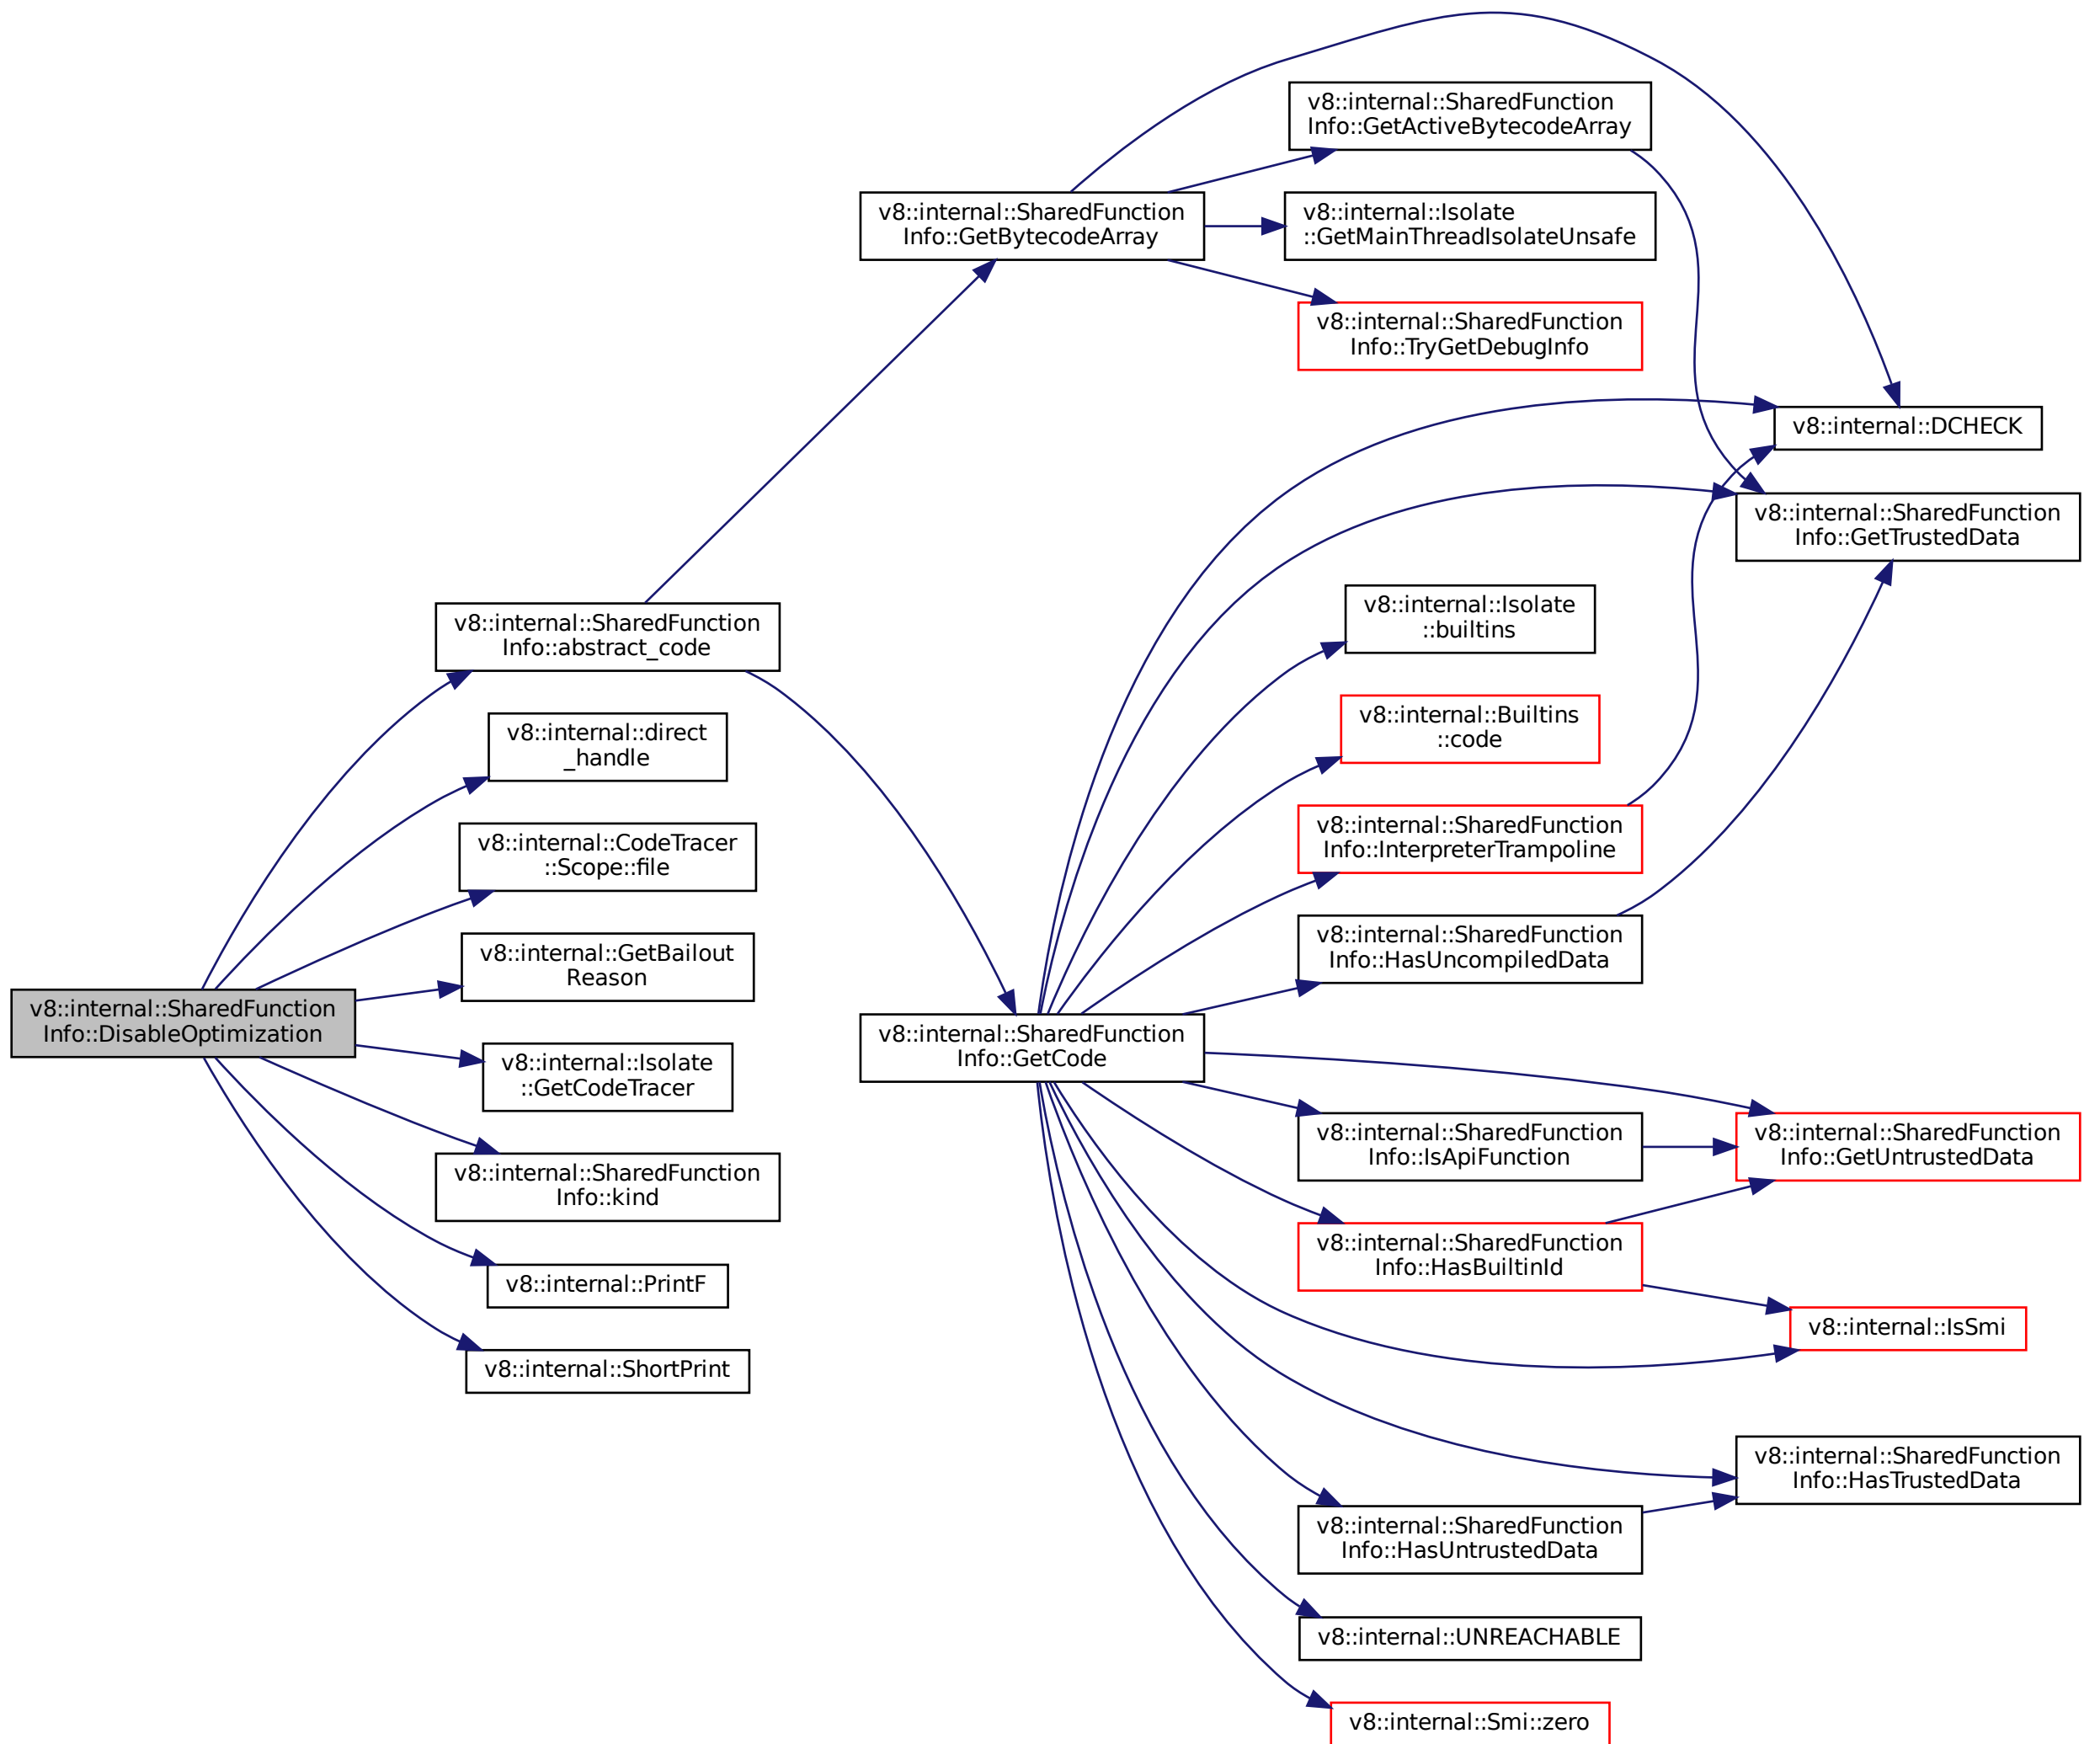 v8::internal::SharedFunction
Info::DisableOptimization
v8::internal::SharedFunction
Info::abstract_code
v8::internal::direct
_handle
v8::internal::CodeTracer
::Scope::file
v8::internal::GetBailout
Reason
v8::internal::Isolate
::GetCodeTracer
v8::internal::SharedFunction
Info::kind
v8::internal::PrintF
v8::internal::ShortPrint
v8::internal::SharedFunction
Info::GetBytecodeArray
v8::internal::SharedFunction
Info::GetCode
v8::internal::SharedFunction
Info::GetActiveBytecodeArray
v8::internal::Isolate
::GetMainThreadIsolateUnsafe
v8::internal::SharedFunction
Info::TryGetDebugInfo
v8::internal::Isolate
::builtins
v8::internal::Builtins
::code
v8::internal::SharedFunction
Info::InterpreterTrampoline
v8::internal::SharedFunction
Info::HasUncompiledData
v8::internal::SharedFunction
Info::IsApiFunction
v8::internal::SharedFunction
Info::HasBuiltinId
v8::internal::SharedFunction
Info::HasUntrustedData
v8::internal::UNREACHABLE
v8::internal::Smi::zero
v8::internal::DCHECK
v8::internal::SharedFunction
Info::GetTrustedData
v8::internal::SharedFunction
Info::GetUntrustedData
v8::internal::IsSmi
v8::internal::SharedFunction
Info::HasTrustedData